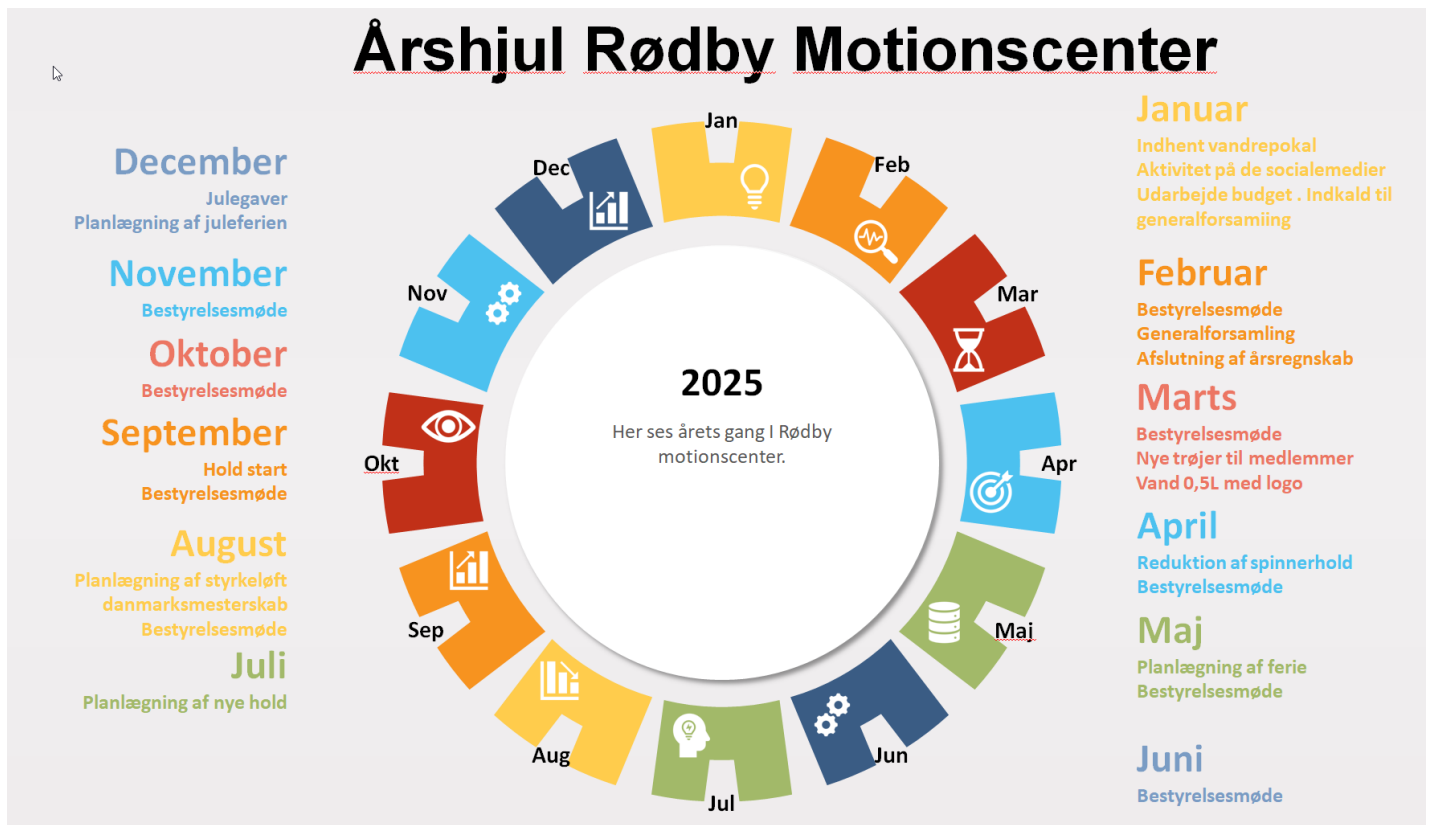 Årshjul Rødby Motionscenter
Jan
Feb
Mar
Apr
Maj
Jun
Jul
Aug
Sep
Okt
Nov
Dec
2025
Her ses årets gang I Rødby
motionscenter.
Januar
Indhent vandrepokal
Aktivitet på de socialemedier
Udarbejde budget . Indkald til
generalforsamiing
Februar
Bestyrelsesmøde
Generalforsamling
Afslutning af årsregnskab
Marts
Bestyrelsesmøde
Nye trøjer til medlemmer
Vand 0,5L med logo
April
Reduktion af spinnerhold
Bestyrelsesmøde
Maj
Planlægning af ferie
Bestyrelsesmøde
Juni
Bestyrelsesmøde
Juli
Planlægning af nye hold
August
Planlægning af styrkeløft
danmarksmesterskab
Bestyrelsesmøde
September
Hold start
Bestyrelsesmøde
Oktober
Bestyrelsesmøde
November
Bestyrelsesmøde
December
Julegaver
Planlægning af juleferien